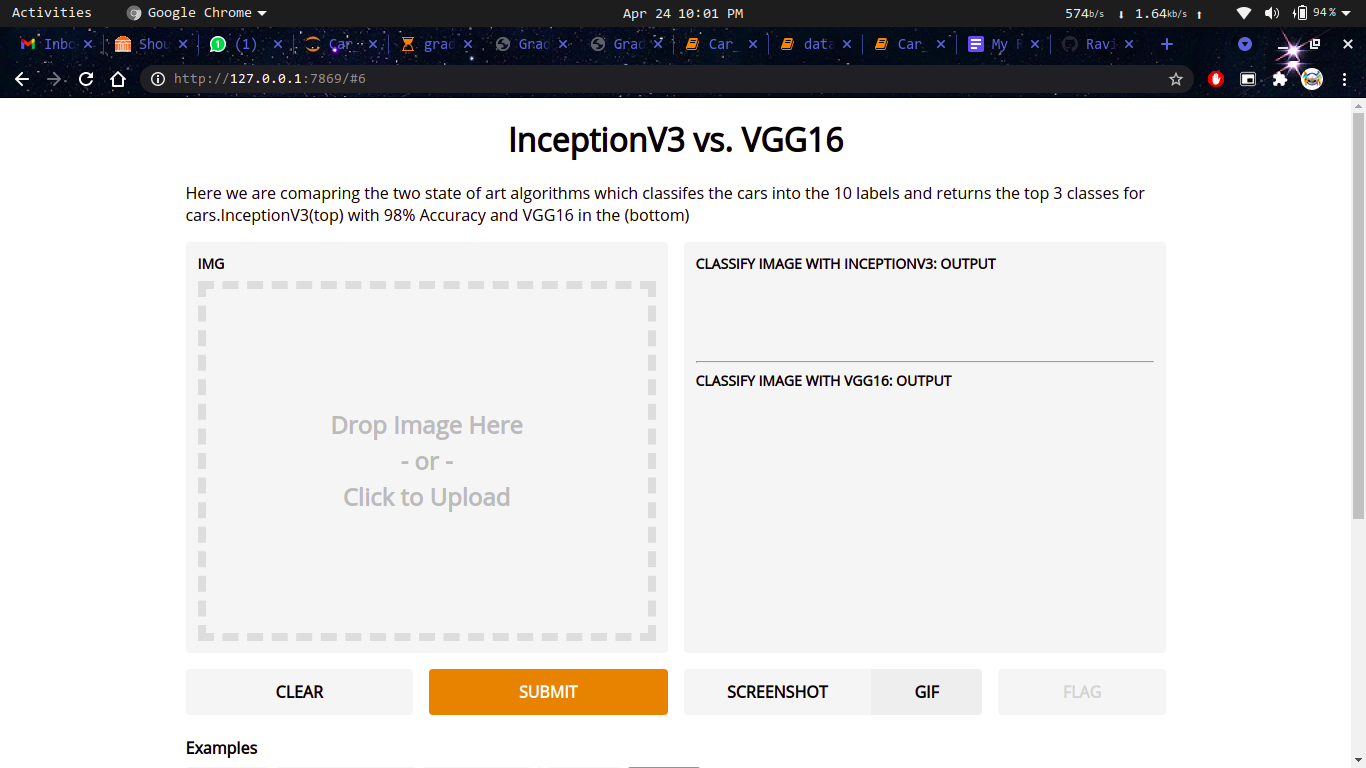 Activities Google Chrome Apr 24 10:01 PM 574b/s 1.64kb/s 94%
Inbo Shou (1) Car_ grad Grad Grad Car_ data Car_ My R Ravi
http://127.0.0.1:7869/#6
InceptionV3 vs. VGG16
Here we are comapring the two state of art algorithms which classifes the cars into the 10 labels and returns the top 3 classes for
cars.InceptionV3(top) with 98% Accuracy and VGG16 in the (bottom)
IMG
Drop Image Here
- or -
Click to Upload
CLASSIFY IMAGE WITH INCEPTIONV3: OUTPUT
CLASSIFY IMAGE WITH VGG16: OUTPUT
CLEAR SUBMIT SCREENSHOT GIF FLAG
Examples